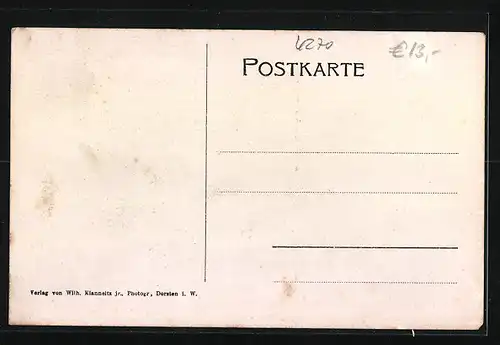 4270
€13,-
POSTKARTE
Verlag von Wilh. Klanneitz jr., Photogr., Dorsten i. W.